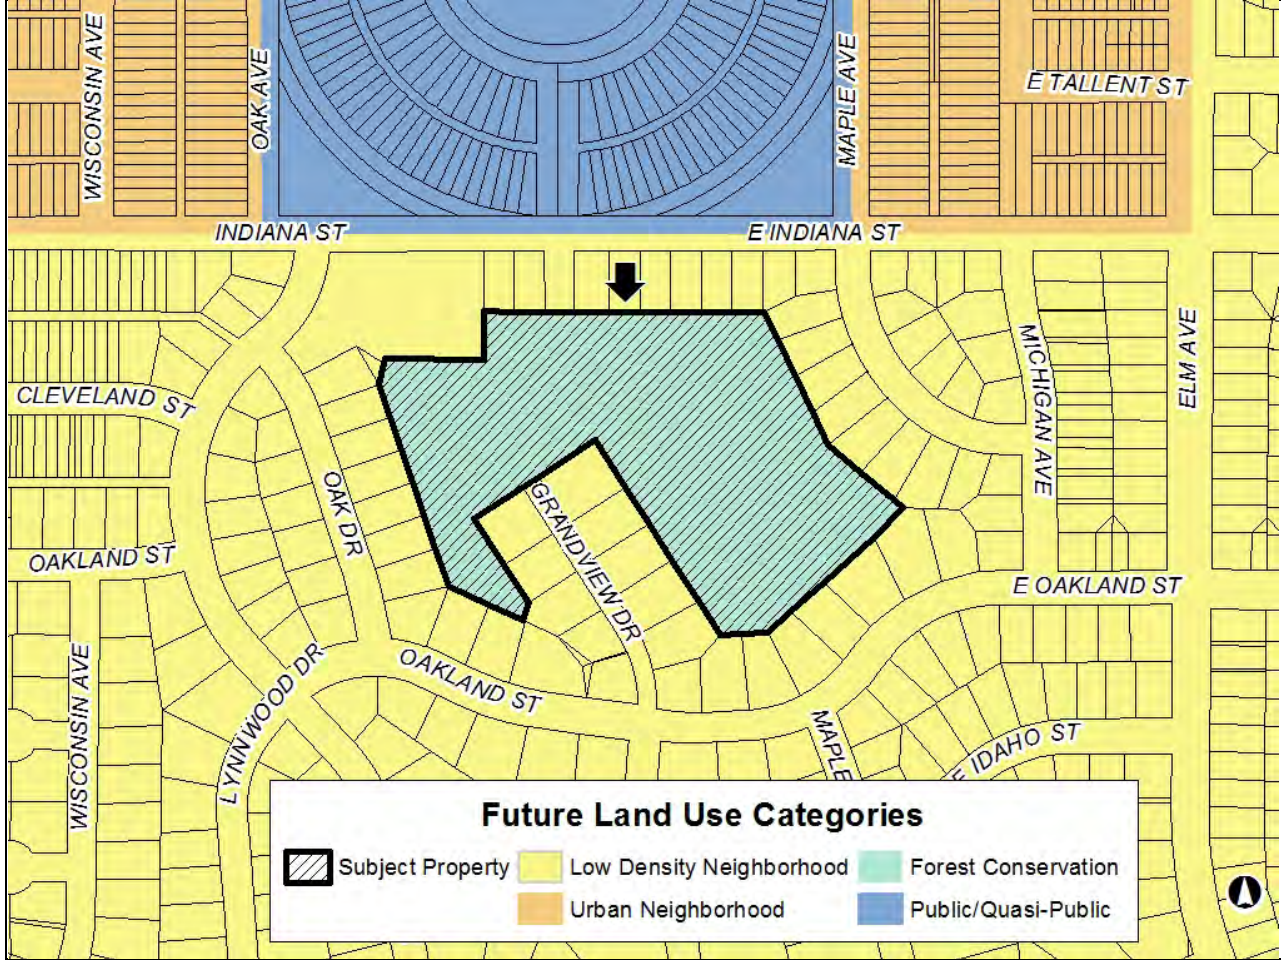 WISCONSIN AVE
OAK AVE
MAPLE AVE
E TALLENT ST
INDIANA ST
E INDIANA ST
MICHIGAN AVE
ELM AVE
CLEVELAND ST
OAK DR
GRANDVIEW DR
OAKLAND ST
E OAKLAND ST
WISCONSIN AVE
LYNNWOOD DR
OAKLAND ST
MAPLE
E IDAHO ST
Future Land Use Categories
Subject Property
Low Density Neighborhood
Forest Conservation
Urban Neighborhood
Public/Quasi-Public